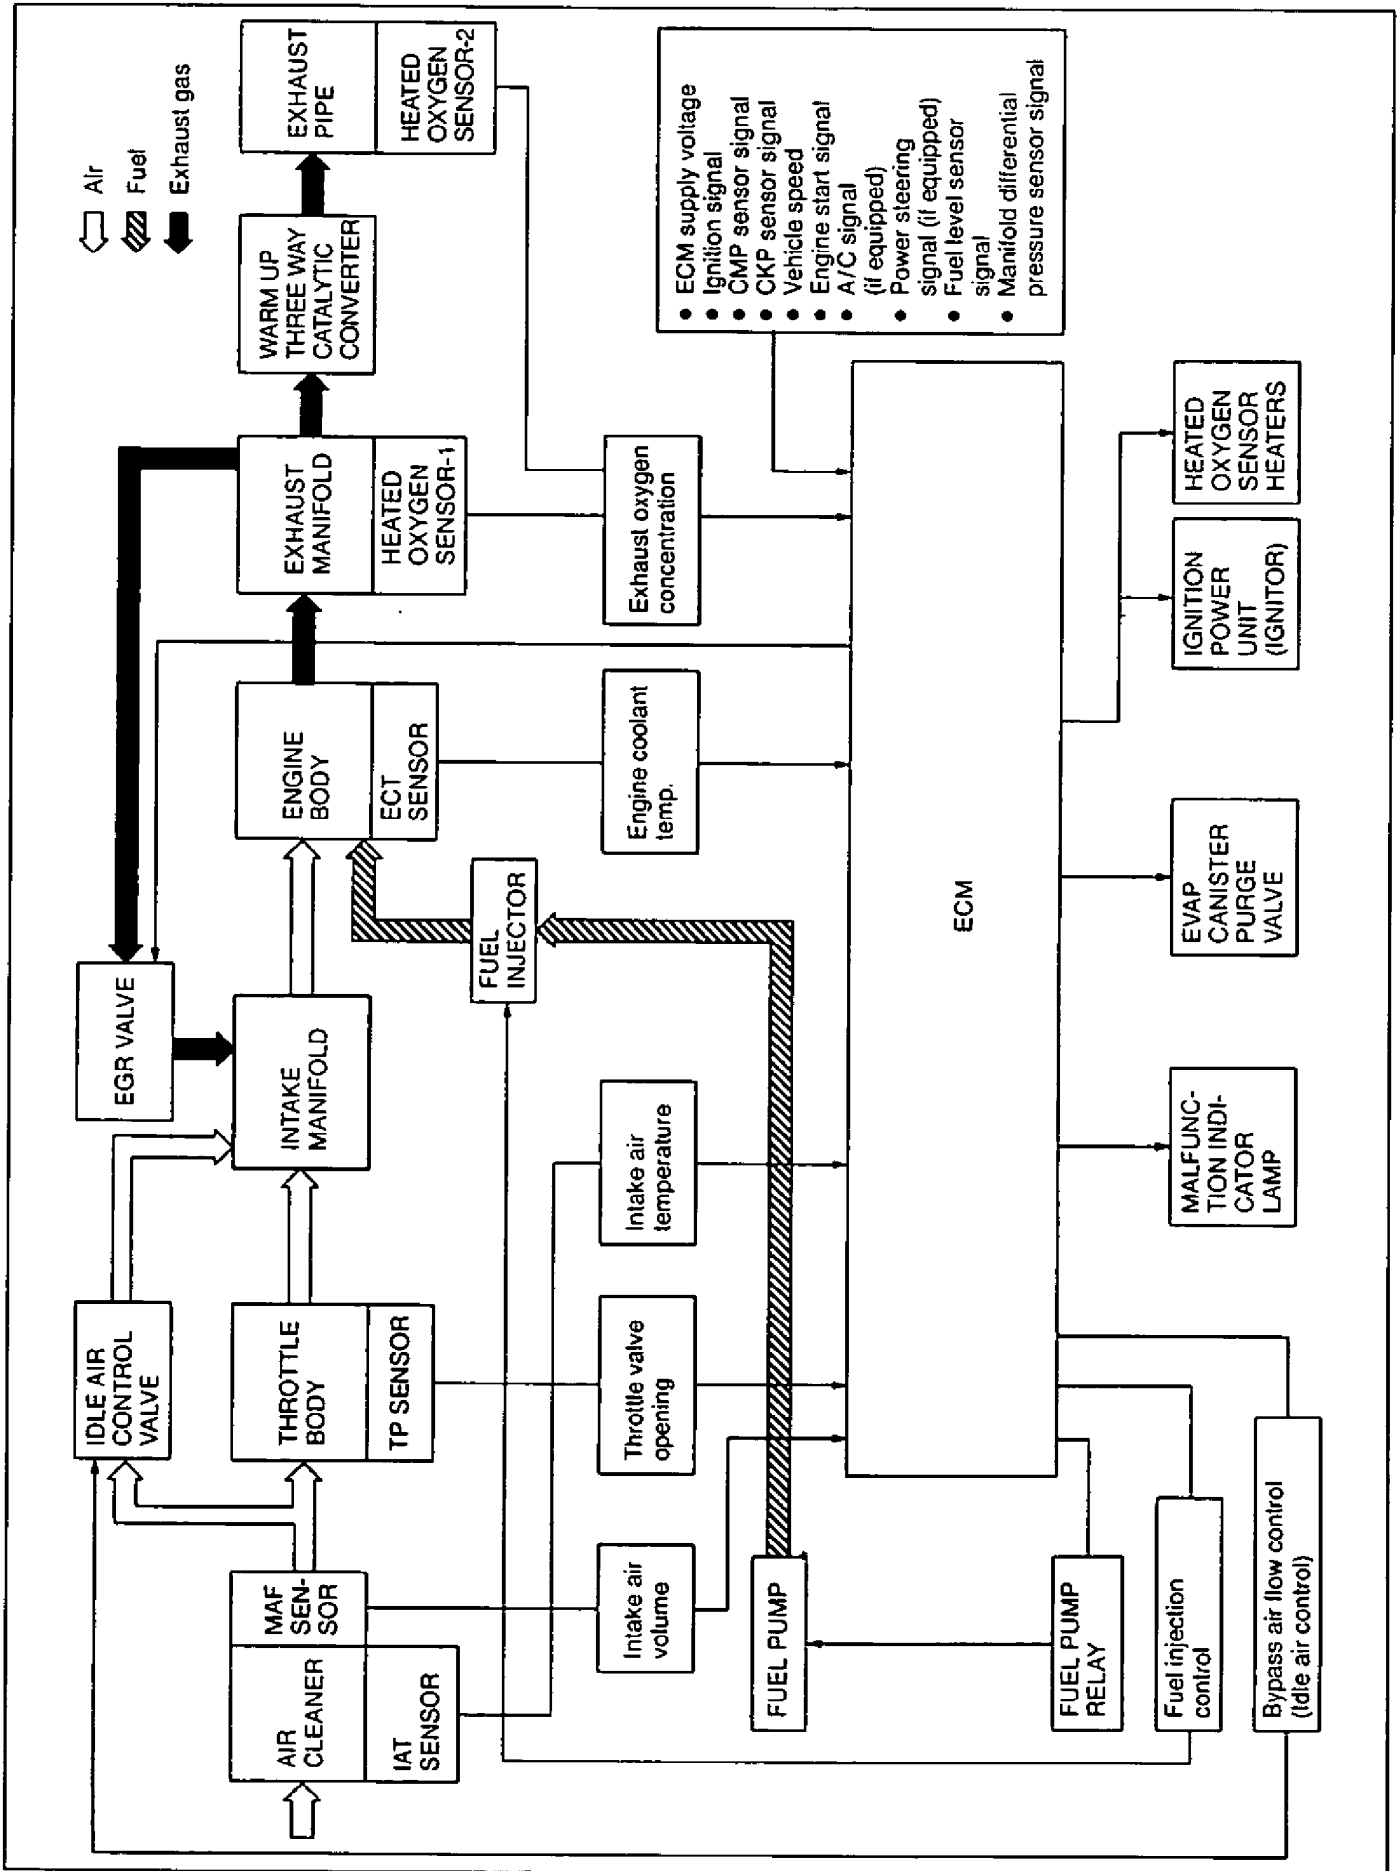 Air
Fuel
Exhaust gas
IDLE AIR
CONTROL
VALVE
EGR VALVE
AIR
CLEANER
MAF
SEN-
SOR
IAT
SENSOR
THROTTLE
BODY
TP SENSOR
INTAKE
MANIFOLD
ENGINE
BODY
ECT
SENSOR
EXHAUST
MANIFOLD
HEATED
OXYGEN
SENSOR-1
WARM UP
THREE WAY
CATALYTIC
CONVERTER
EXHAUST
PIPE
HEATED
OXYGEN
SENSOR-2
FUEL
INJECTOR
Intake air
volume
Throttle valve
opening
Intake air
temperature
Engine coolant
temp.
Exhaust oxygen
concentration
● ECM supply voltage
● Ignition signal
● CMP sensor signal
● CKP sensor signal
● Vehicle speed
● Engine start signal
● A/C signal
(if equipped)
● Power steering
signal (if equipped)
● Fuel level sensor
signal
● Manifold differential
pressure sensor signal
FUEL PUMP
ECM
FUEL PUMP
RELAY
Fuel injection
control
Bypass air flow control
(Idle air control)
MALFUNC-
TION INDI-
CATOR
LAMP
EVAP
CANISTER
PURGE
VALVE
IGNITION
POWER
UNIT
(IGNITOR)
HEATED
OXYGEN
SENSOR
HEATERS